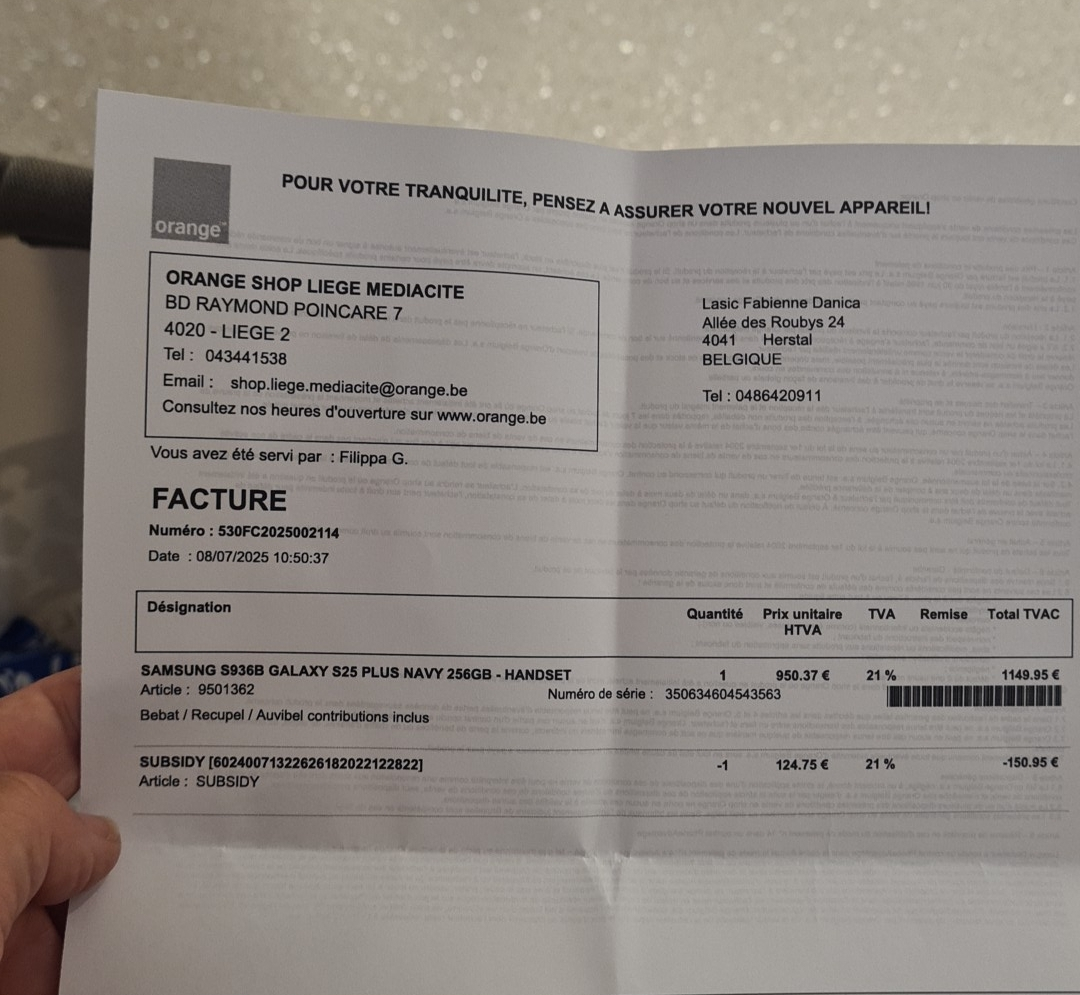 orange™
POUR VOTRE TRANQUILITE, PENSEZ A ASSURER VOTRE NOUVEL APPAREIL!
ORANGE SHOP LIEGE MEDIACITE
BD RAYMOND POINCARE 7
4020 - LIEGE 2
Tel : 043441538
Email : shop.liege.mediacite@orange.be
Consultez nos heures d'ouverture sur www.orange.be
Lasic Fabienne Danica
Allée des Roubys 24
4041 Herstal
BELGIQUE
Tel : 0486420911
Vous avez été servi par : Filippa G.
FACTURE
Numéro : 530FC2025002114
Date : 08/07/2025 10:50:37
Désignation Quantité Prix unitaire HTVA TVA Remise Total TVAC
SAMSUNG S936B GALAXY S25 PLUS NAVY 256GB - HANDSET 1 950.37 € 21 % 1149.95 €
Article : 9501362 Numéro de série : 350634604543563
Bebat / Recupel / Auvibel contributions inclus
SUBSIDY [602400713226261820221228​22] -1 124.75 € 21 % -150.95 €
Article : SUBSIDY